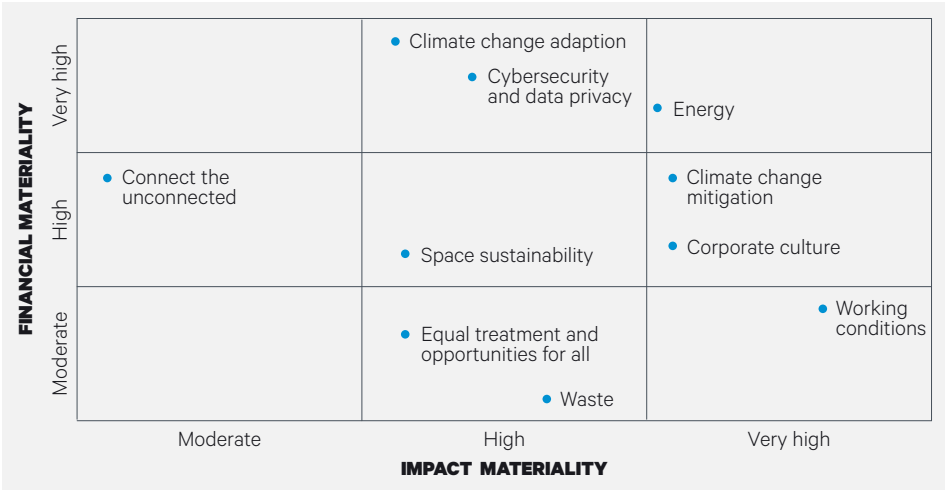 FINANCIAL MATERIALITY
Very high
High
Moderate
Climate change adaption
Cybersecurity
and data privacy
Energy
Connect the
unconnected
Climate change
mitigation
Space sustainability
Corporate culture
Equal treatment and
opportunities for all
Working
conditions
Waste
Moderate
High
Very high
IMPACT MATERIALITY